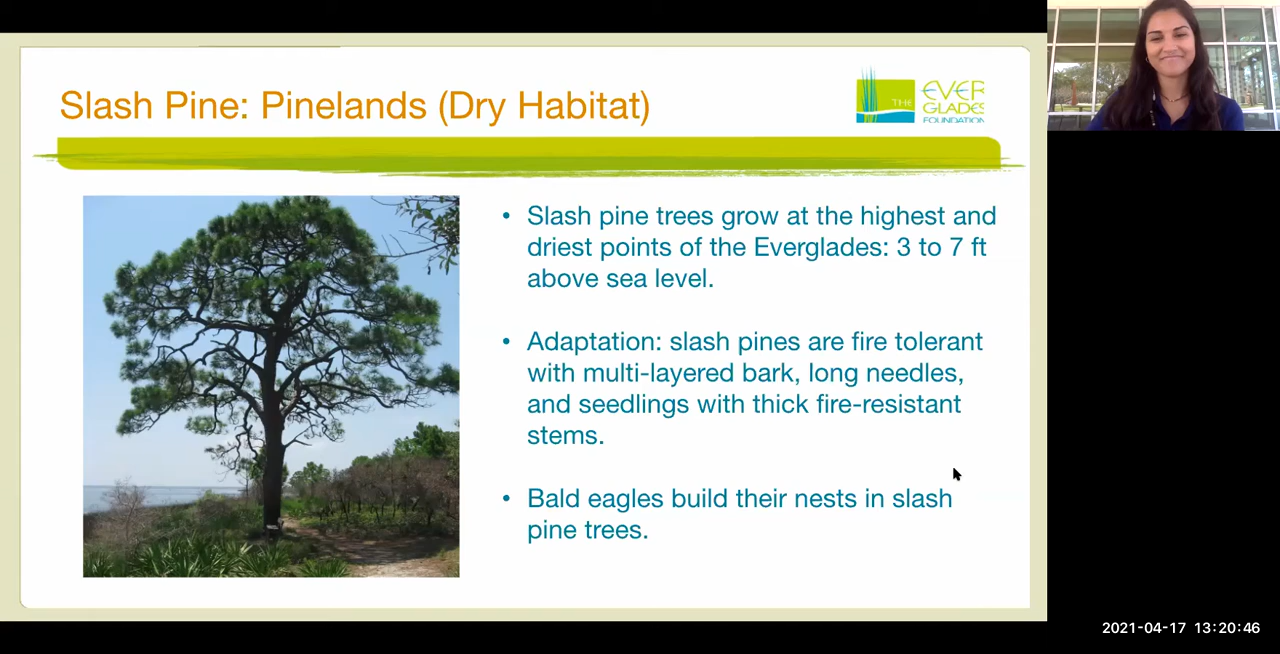 Slash Pine: Pinelands (Dry Habitat)
THE
EVER
GLADES
FOUNDATION
• Slash pine trees grow at the highest and
driest points of the Everglades: 3 to 7 ft
above sea level.
• Adaptation: slash pines are fire tolerant
with multi-layered bark, long needles,
and seedlings with thick fire-resistant
stems.
• Bald eagles build their nests in slash
pine trees.
2021-04-17 13:20:46